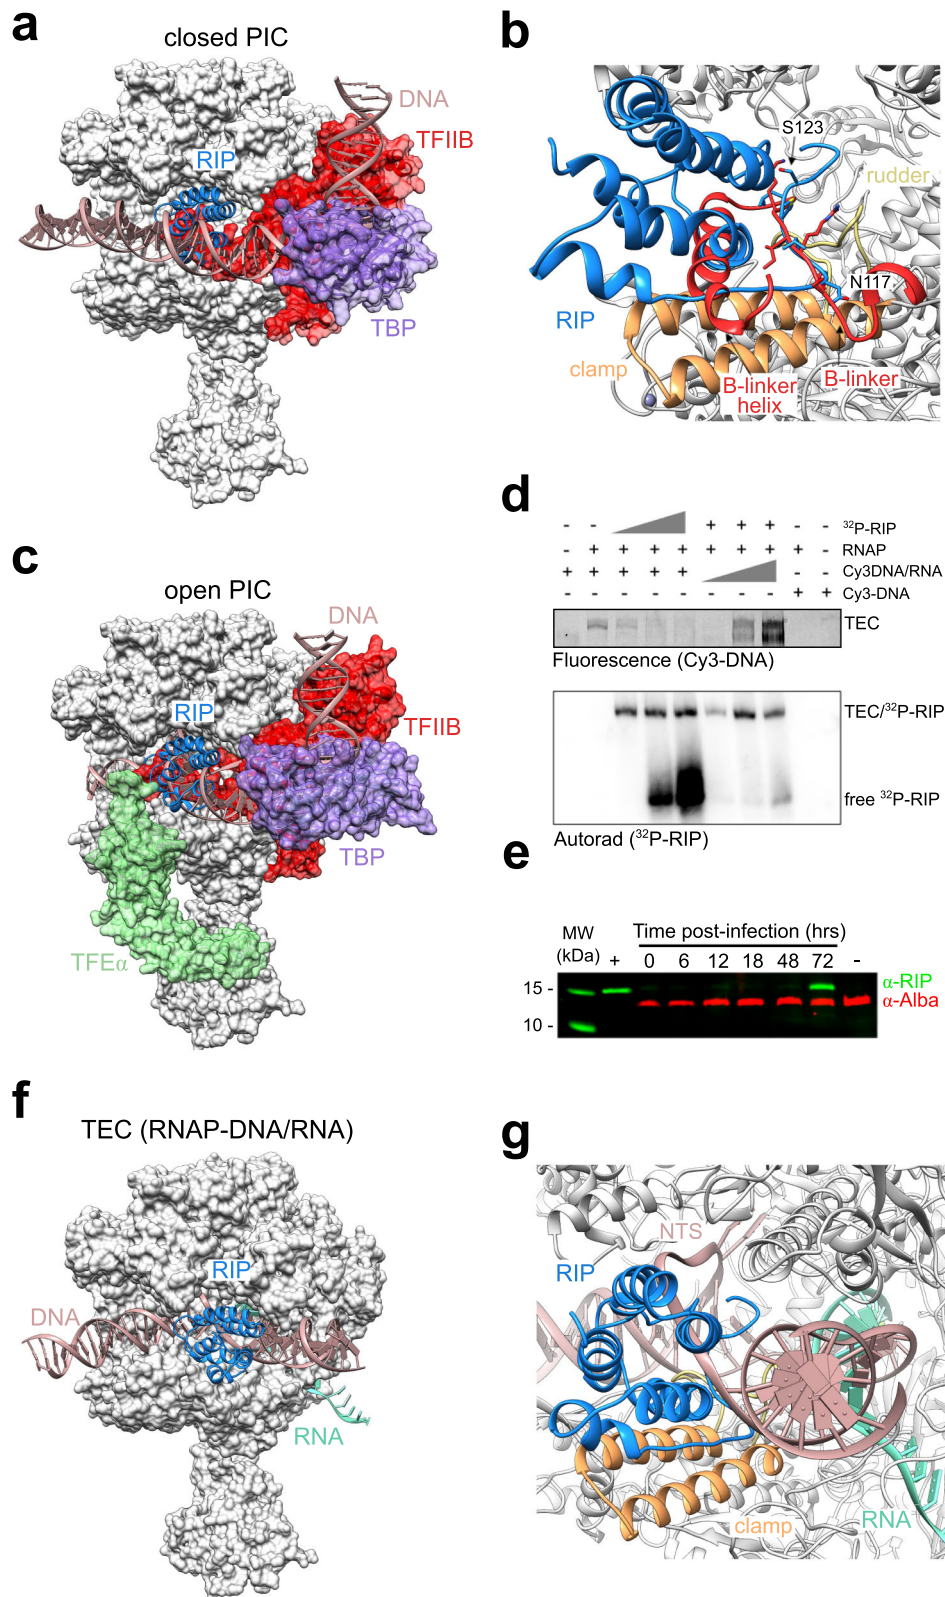 a
closed PIC
DNA
TFIIB
RIP
TBP
b
S123
rudder
N117
RIP
clamp
B-linker
helix
B-linker
c
open PIC
DNA
RIP
TFIIB
TBP
TFEα
d
- - + + + - - ³²P-RIP
- + + + + + + + + - RNAP
+ + + + + - - Cy3DNA/RNA
- - - - - - - - + + Cy3-DNA
TEC
Fluorescence (Cy3-DNA)
TEC/³²P-RIP
free ³²P-RIP
Autorad (³²P-RIP)
e
MW
(kDa)
Time post-infection (hrs)
+ 0 6 12 18 48 72 -
15 -
α-RIP
α-Alba
10 -
f
TEC (RNAP-DNA/RNA)
RIP
DNA
RNA
g
NTS
RIP
clamp
RNA